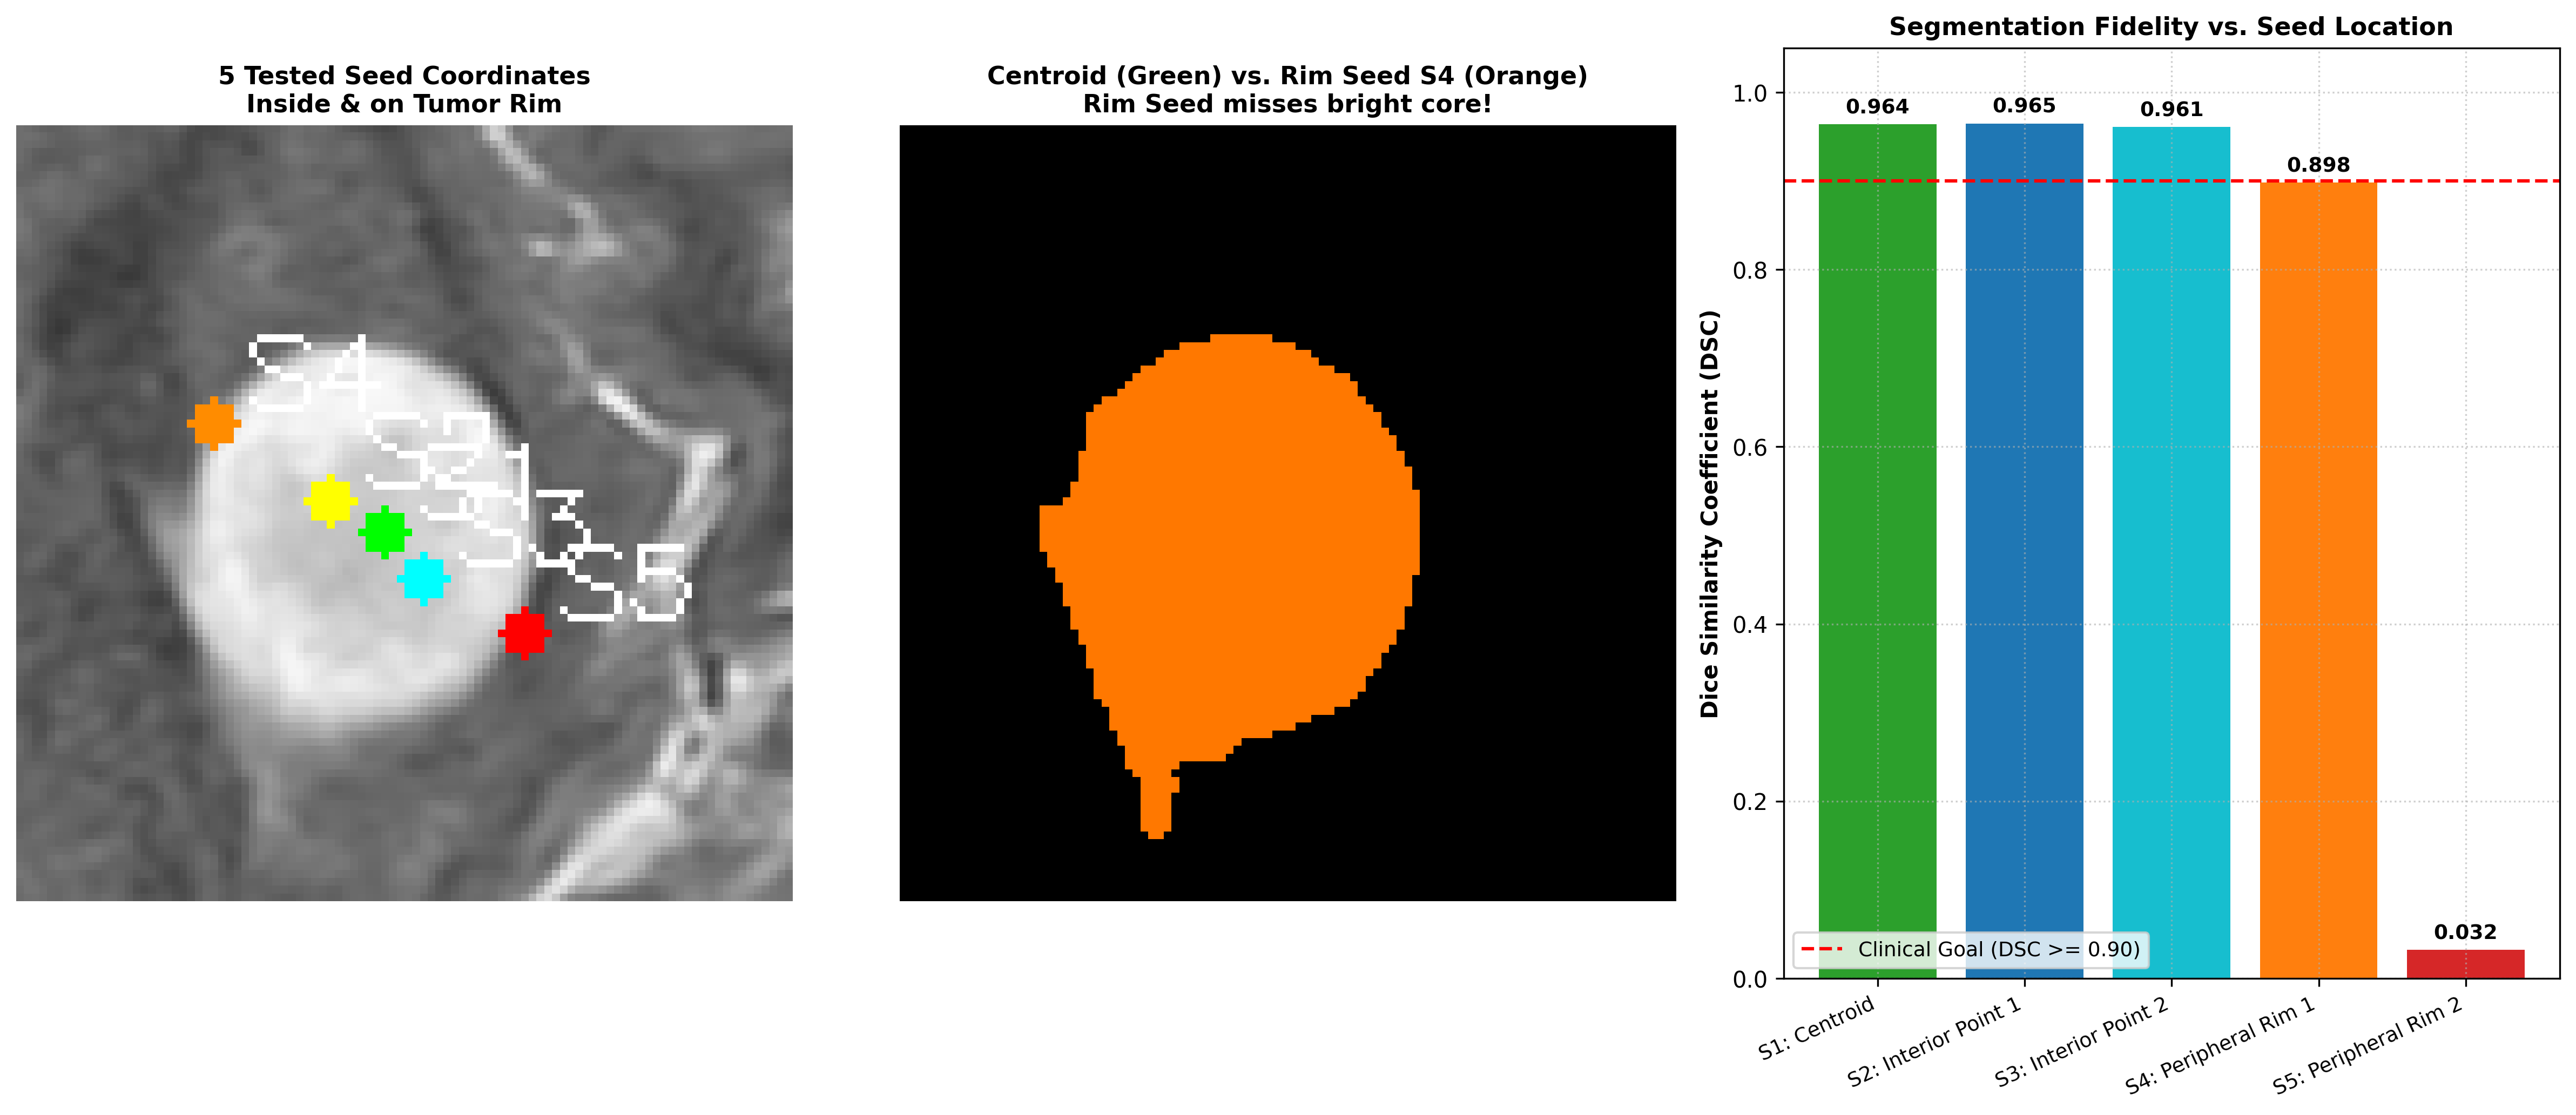 5 Tested Seed Coordinates
Inside & on Tumor Rim
S4
S2
S1
S3
S5
Centroid (Green) vs. Rim Seed S4 (Orange)
Rim Seed misses bright core!
Segmentation Fidelity vs. Seed Location
Dice Similarity Coefficient (DSC)
1.0
0.8
0.6
0.4
0.2
0.0
0.964
0.965
0.961
0.898
0.032
Clinical Goal (DSC >= 0.90)
S1: Centroid
S2: Interior Point 1
S3: Interior Point 2
S4: Peripheral Rim 1
S5: Peripheral Rim 2